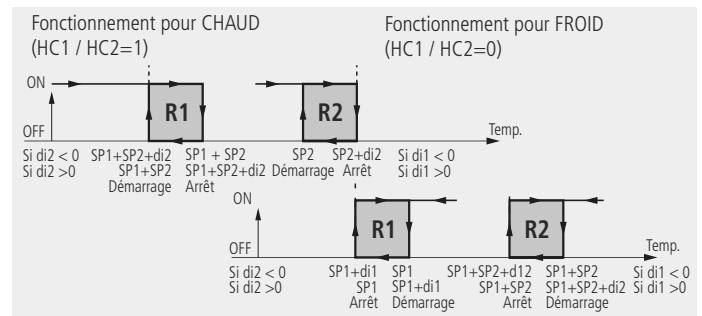 Fonctionnement pour CHAUD
(HC1 / HC2=1)
Fonctionnement pour FROID
(HC1 / HC2=0)
ON
OFF
R1
R2
Temp.
Si di2 < 0 SP1+SP2+di2 SP1 + SP2 SP2 SP2+di2 Si di1 < 0
Si di2 >0 SP1+SP2 SP1+SP2+di2 Démarrage Arrêt Si di1 >0
Démarrage Arrêt
ON
OFF
R1
R2
Temp.
Si di2 < 0 SP1+di1 SP1 SP1+SP2+d12 SP1+SP2 Si di1 < 0
Si di2 >0 SP1 SP1+di1 SP1+SP2 SP1+SP2+di2 Si di1 >0
Arrêt Démarrage Arrêt Démarrage